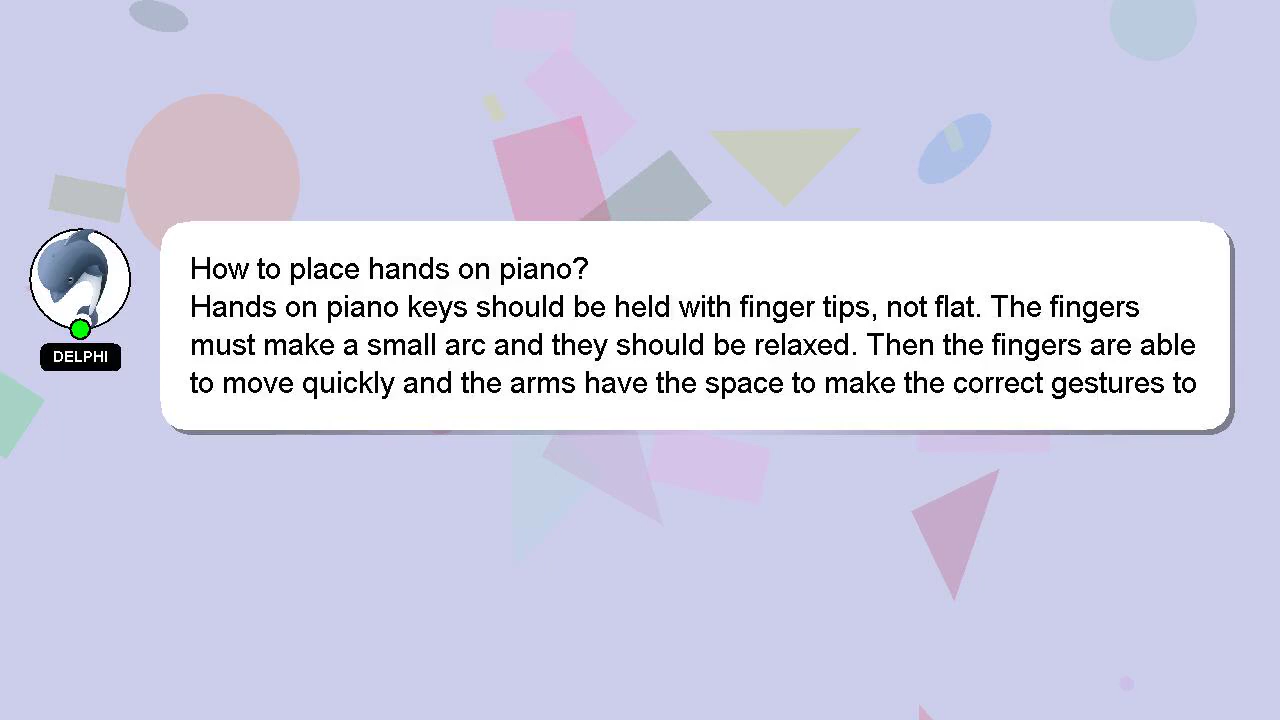 How to place hands on piano?
Hands on piano keys should be held with finger tips, not flat. The fingers
must make a small arc and they should be relaxed. Then the fingers are able
to move quickly and the arms have the space to make the correct gestures to
DELPHI